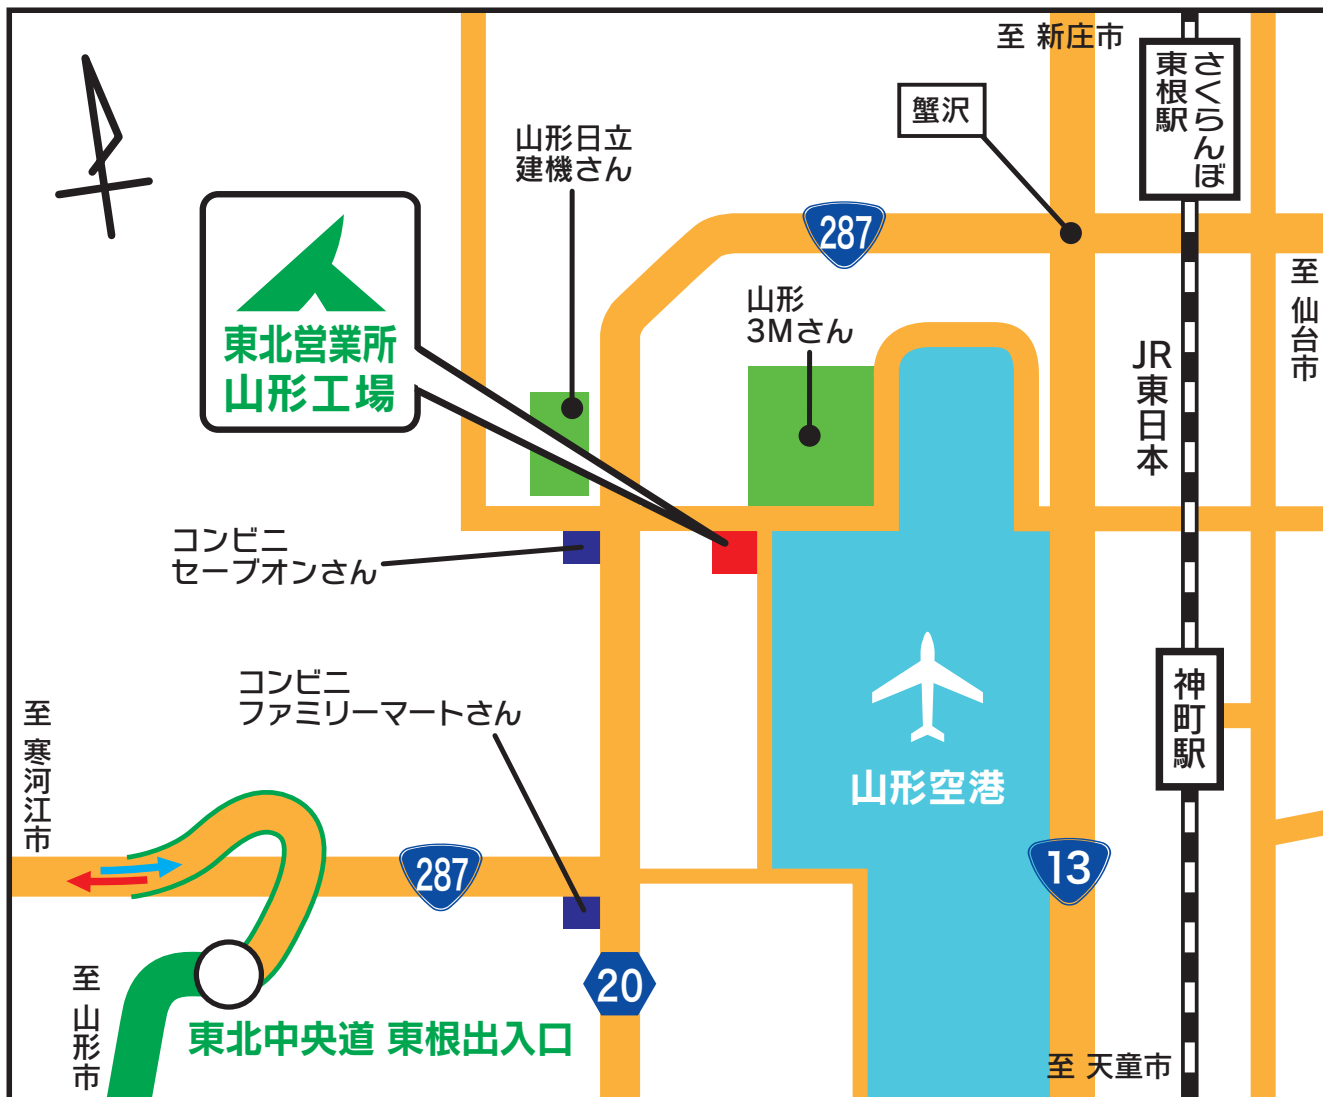 至 新庄市
さくらんぼ
東根駅
蟹沢
山形日立
建機さん
287
至 仙台市
山形
3Mさん
東北営業所
山形工場
JR東日本
コンビニ
セーブオンさん
コンビニ
ファミリーマートさん
神町駅
至 寒河江市
山形空港
287
13
至 山形市
20
東北中央道 東根出入口
至 天童市